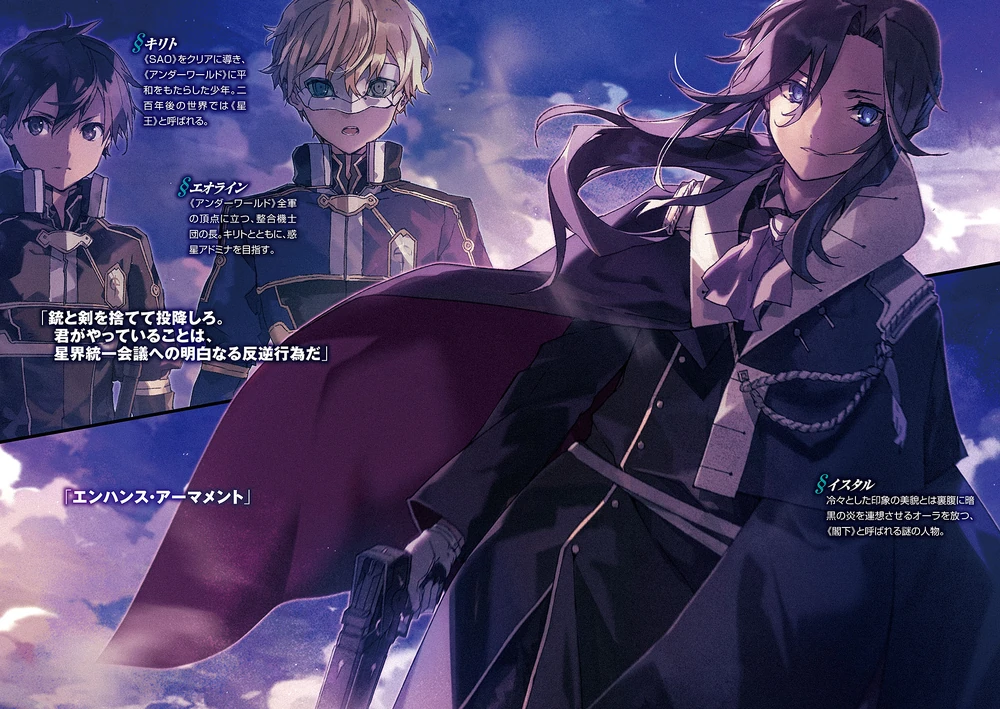 §キリト
《SAO》をクリアに導き、
《アンダーワールド》に平
和をもたらした少年。二
百年後の世界では《星
王》と呼ばれる。
§エオライン
《アンダーワールド》全軍
の頂点に立つ、整合機士
団の長。キリトとともに、惑
星アドミナを目指す。
「銃と剣を捨てて投降しろ。
君がやっていることは、
星界統一会議への明白なる反逆行為だ」
「エンハンス・アーマメント」
§イスタル
冷々とした印象の美貌とは裏腹に暗
黒の炎を連想させるオーラを放つ、
《閣下》と呼ばれる謎の人物。